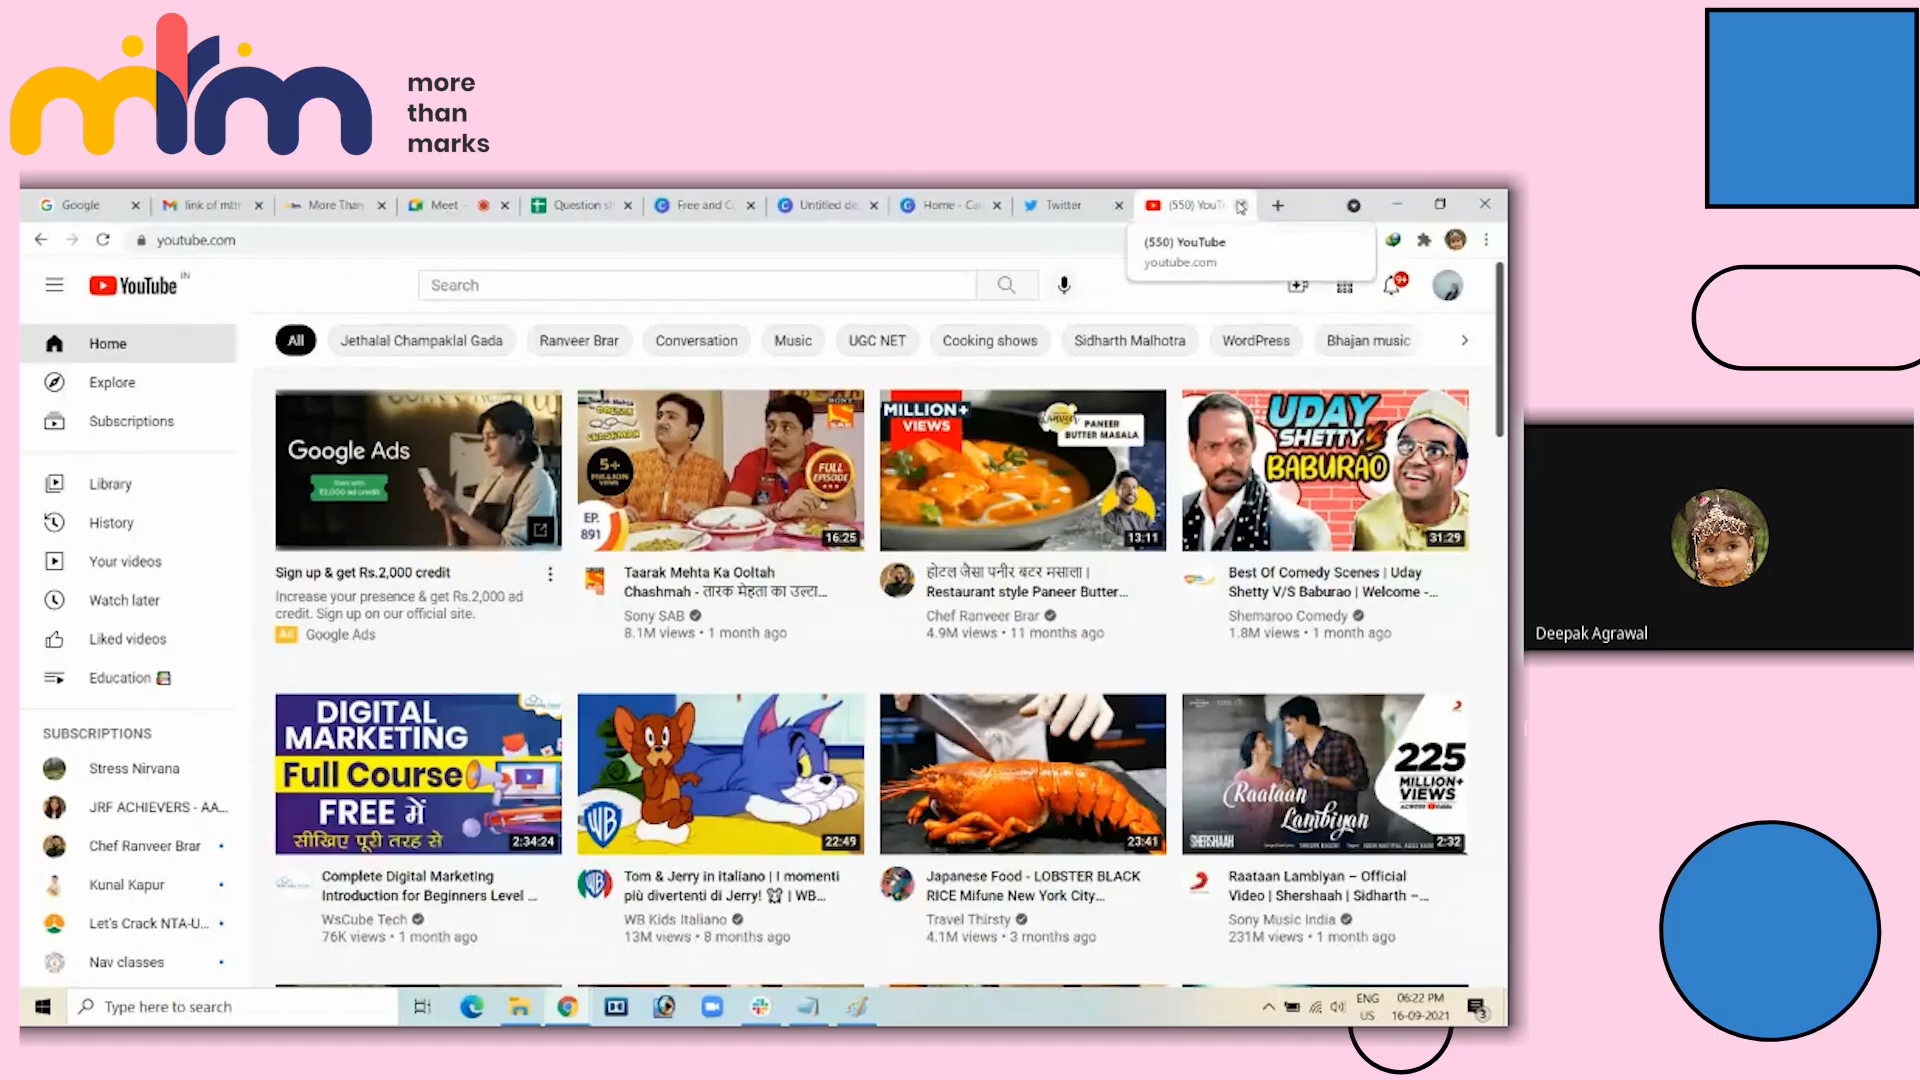 mtm
more
than
marks
Google
link of mtm
More Than
Meet -
Question s
Free and C
Untitled de
Home - Ca
Twitter
(550) YouT
youtube.com
(550) YouTube
youtube.com
YouTube IN
Search
94
Home
Explore
Subscriptions
Library
History
Your videos
Watch later
Liked videos
Education
SUBSCRIPTIONS
Stress Nirvana
JRF ACHIEVERS - AA...
Chef Ranveer Brar
Kunal Kapur
Let's Crack NTA-U...
Nav classes
All
Jethalal Champaklal Gada
Ranveer Brar
Conversation
Music
UGC NET
Cooking shows
Sidharth Malhotra
WordPress
Bhajan music
Google Ads
5+
MILLION
VIEWS
FULL
EPISODE
EP.
891
16:25
MILLION+
VIEWS
PANEER
BUTTER MASALA
13:11
UDAY
SHETTY
BABURAO
31:29
Sign up & get Rs.2,000 credit
Increase your presence & get Rs.2,000 ad
credit. Sign up on our official site.
Ad Google Ads
Taarak Mehta Ka Ooltah
Chashmah - तारक मेहता का उल्टा...
Sony SAB
8.1M views • 1 month ago
होटल जैसा पनीर बटर मसाला |
Restaurant style Paneer Butter...
Chef Ranveer Brar
4.9M views • 11 months ago
Best Of Comedy Scenes | Uday
Shetty V/S Baburao | Welcome -...
Shemaroo Comedy
1.8M views • 1 month ago
DIGITAL
MARKETING
Full Course
FREE में
सीखिए पूरी तरह से
2:34:24
WB
22:49
23:41
225
MILLION+
VIEWS
Raataan
Lambiyan
SHERSHAAH
2:32
Complete Digital Marketing
Introduction for Beginners Level ...
WsCube Tech
76K views • 1 month ago
Tom & Jerry in italiano | I momenti
più divertenti di Jerry! | WB...
WB Kids Italiano
13M views • 8 months ago
Japanese Food - LOBSTER BLACK
RICE Mifune New York City...
Travel Thirsty
4.1M views • 3 months ago
Raataan Lambiyan – Official
Video | Shershaah | Sidharth –...
Sony Music India
231M views • 1 month ago
Type here to search
ENG
US
06:22 PM
16-09-2021
3
Deepak Agrawal